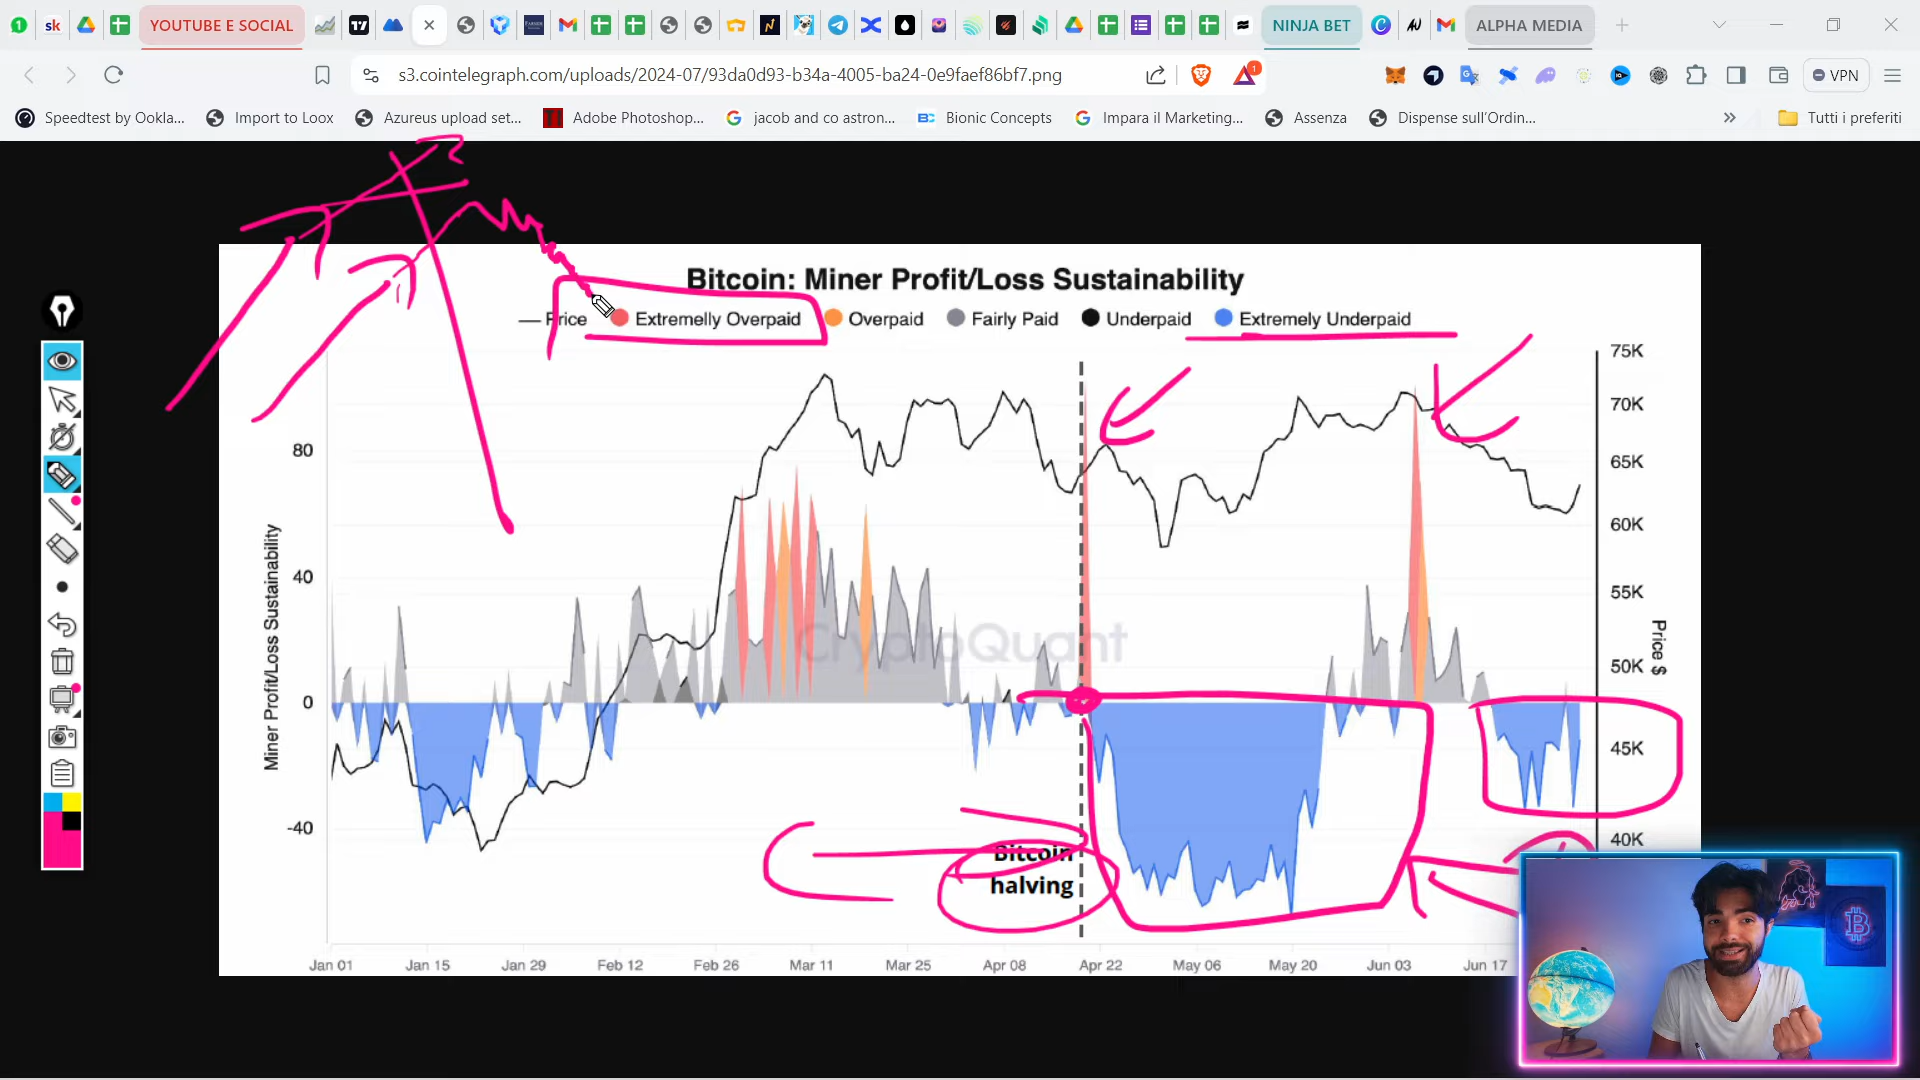 YOUTUBE E SOCIAL
NINJA BET
ALPHA MEDIA
s3.cointelegraph.com/uploads/2024-07/93da0d93-b34a-4005-ba24-0e9faef86bf7.png
1
VPN
Speedtest by Ookla...
Import to Loox
Azureus upload set...
Adobe Photoshop...
jacob and co astron...
Bionic Concepts
Impara il Marketing...
Assenza
Dispense sull'Ordin...
Tutti i preferiti
Bitcoin: Miner Profit/Loss Sustainability
Price
Extremelly Overpaid
Overpaid
Fairly Paid
Underpaid
Extremely Underpaid
Miner Profit/Loss Sustainability
80
40
0
-40
75K
70K
65K
60K
55K
50K
45K
40K
Price $
CryptoQuant
Bitcoin
halving
Jan 01
Jan 15
Jan 29
Feb 12
Feb 26
Mar 11
Mar 25
Apr 08
Apr 22
May 06
May 20
Jun 03
Jun 17